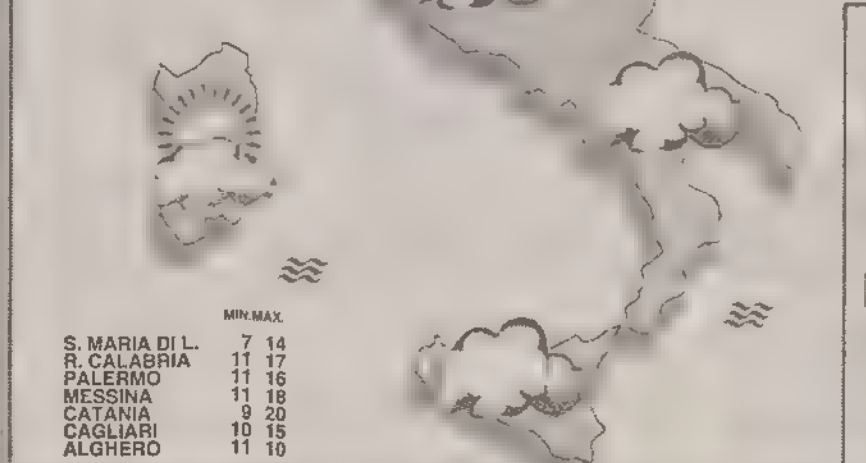 MIN. MAX.
S. MARIA DI L. 7 14
R. CALABRIA 11 17
PALERMO 11 16
MESSINA 11 18
CATANIA 9 20
CAGLIARI 10 15
ALGHERO 11 10